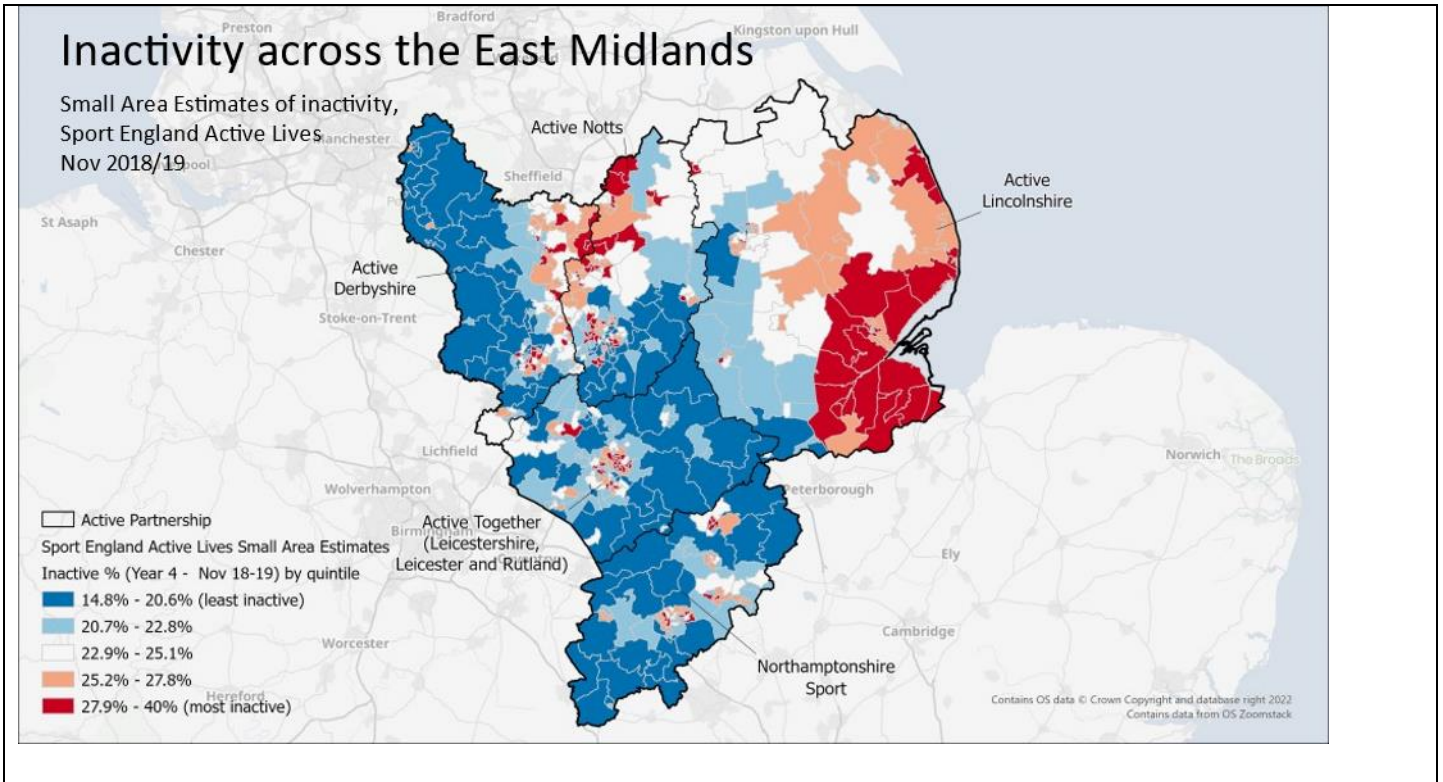 Inactivity across the East Midlands
Small Area Estimates of inactivity,
Sport England Active Lives
Nov 2018/19
Preston
Bradford
Kingston upon Hull
Manchester
Active Notts
Sheffield
St Asaph
Chester
Active
Lincolnshire
Active
Derbyshire
Stoke-on-Trent
Lichfield
Wolverhampton
Birmingham
Peterborough
Norwich
The Broads
Active Together
(Leicestershire,
Leicester and Rutland)
Ely
Worcester
Cambridge
Hereford
Northamptonshire
Sport
Active Partnership
Sport England Active Lives Small Area Estimates
Inactive % (Year 4 - Nov 18-19) by quintile
14.8% - 20.6% (least inactive)
20.7% - 22.8%
22.9% - 25.1%
25.2% - 27.8%
27.9% - 40% (most inactive)
Contains OS data © Crown Copyright and database right 2022
Contains data from OS Zoomstack